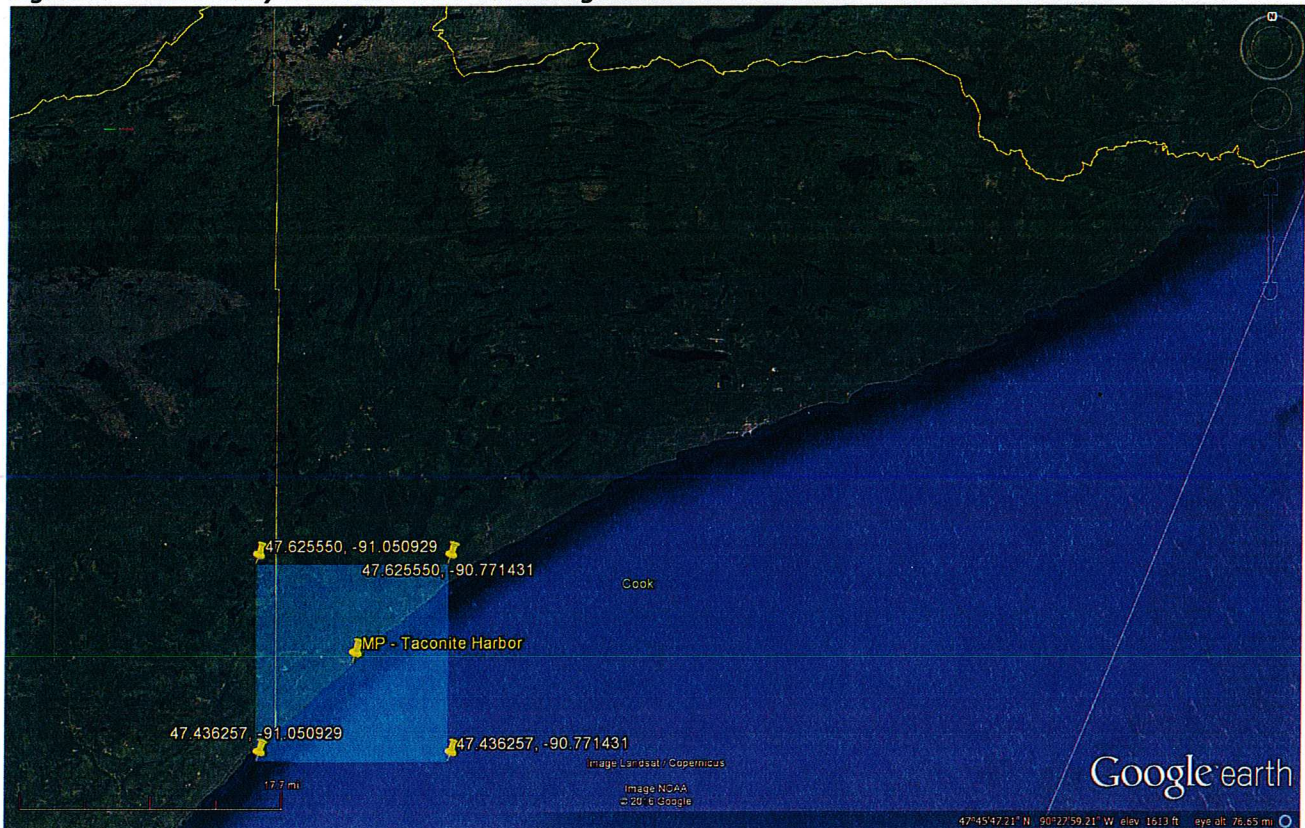 N
47.625550, -91.050929
47.625550, -90.771431
Cook
MP - Taconite Harbor
47.436257, -91.050929
47.436257, -90.771431
Image Landsat / Copernicus
17.7 mi
Image NOAA
© 2016 Google
Google earth
47°45'47.21" N 90°27'59.21" W elev 1613 ft eye alt 76.65 mi